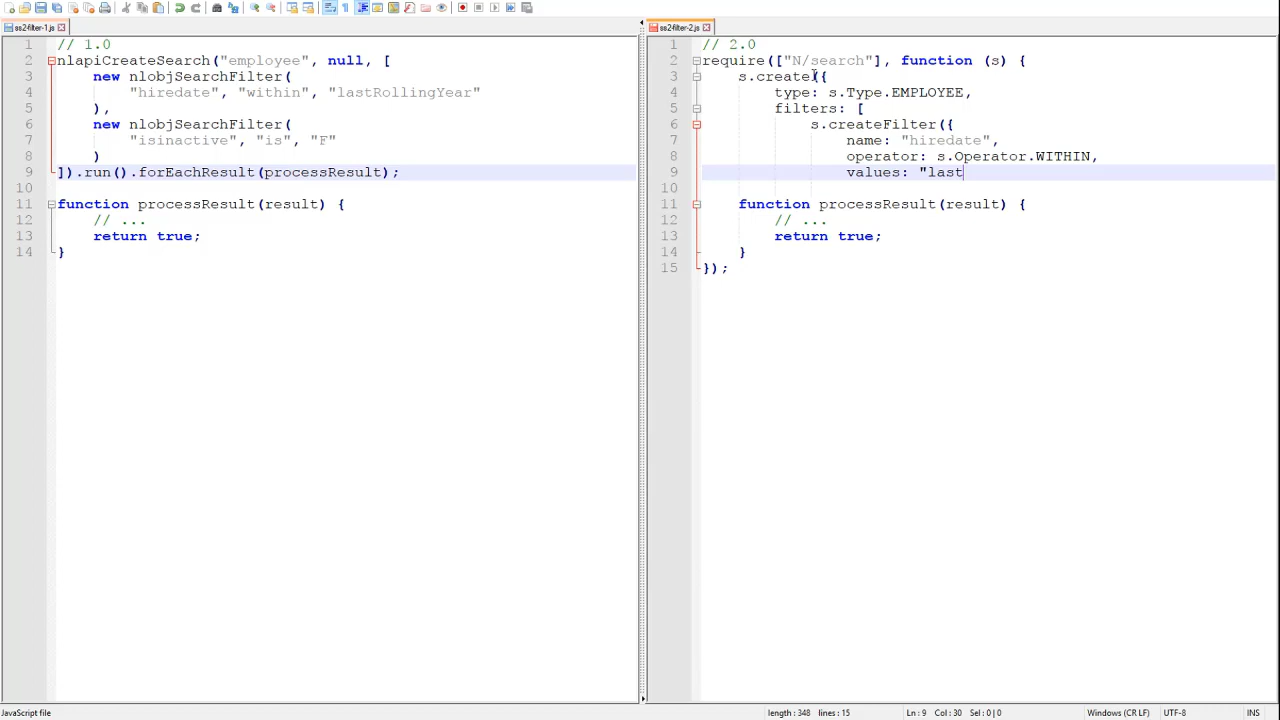 ss2-filter-1.js
ss2-filter-2.js
1 // 1.0
2 nlapiCreateSearch("employee", null, [
3 new nlobjSearchFilter(
4 "hiredate", "within", "lastRollingYear"
5 ),
6 new nlobjSearchFilter(
7 "isinactive", "is", "F"
8 )
9 ]).run().forEachResult(processResult);
10
11 function processResult(result) {
12 // ...
13 return true;
14 }
1 // 2.0
2 require(["N/search"], function (s) {
3 s.create({
4 type: s.Type.EMPLOYEE,
5 filters: [
6 s.createFilter({
7 name: "hiredate",
8 operator: s.Operator.WITHIN,
9 values: "last
10
11 function processResult(result) {
12 // ...
13 return true;
14 }
15 });
JavaScript file
length : 348 lines : 15
Ln : 9 Col : 30 Sel : 0 | 0
Windows (CR LF)
UTF-8
INS